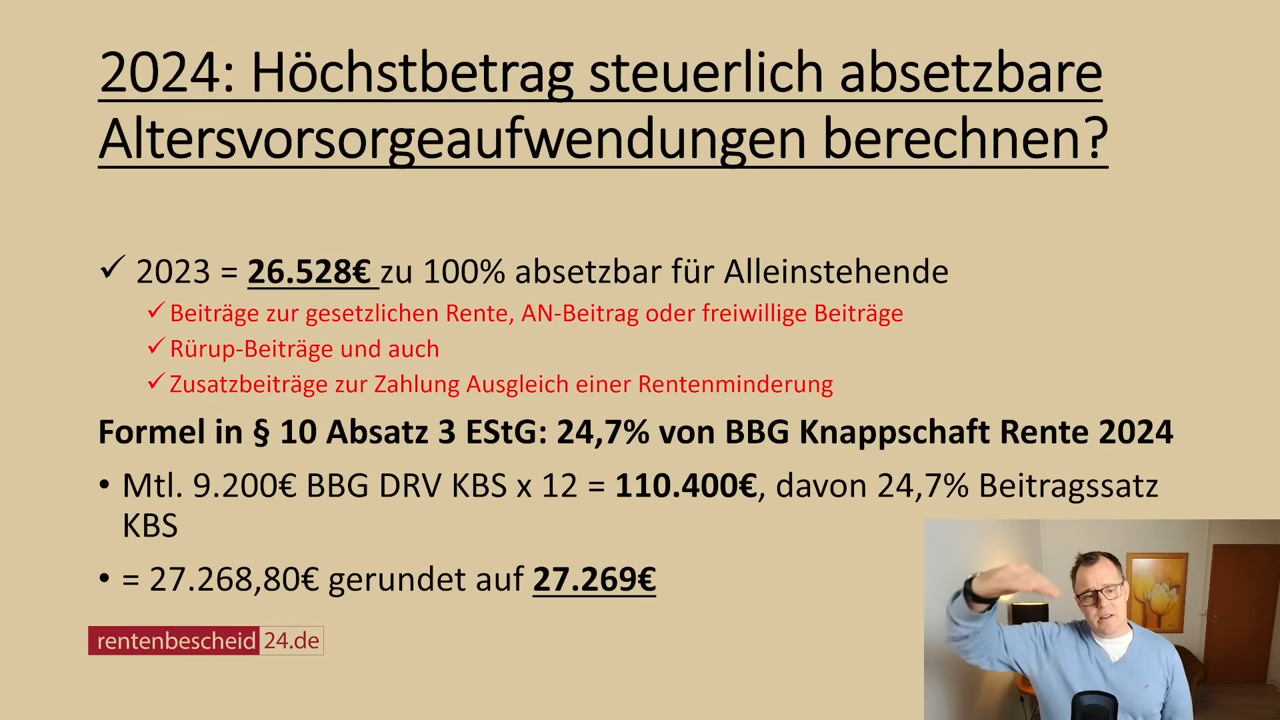 2024: Höchstbetrag steuerlich absetzbare
Altersvorsorgeaufwendungen berechnen?
✓ 2023 = 26.528€ zu 100% absetzbar für Alleinstehende
✓ Beiträge zur gesetzlichen Rente, AN-Beitrag oder freiwillige Beiträge
✓ Rürup-Beiträge und auch
✓ Zusatzbeiträge zur Zahlung Ausgleich einer Rentenminderung
Formel in § 10 Absatz 3 EStG: 24,7% von BBG Knappschaft Rente 2024
• Mtl. 9.200€ BBG DRV KBS x 12 = 110.400€, davon 24,7% Beitragssatz
KBS
• = 27.268,80€ gerundet auf 27.269€
rentenbescheid 24.de